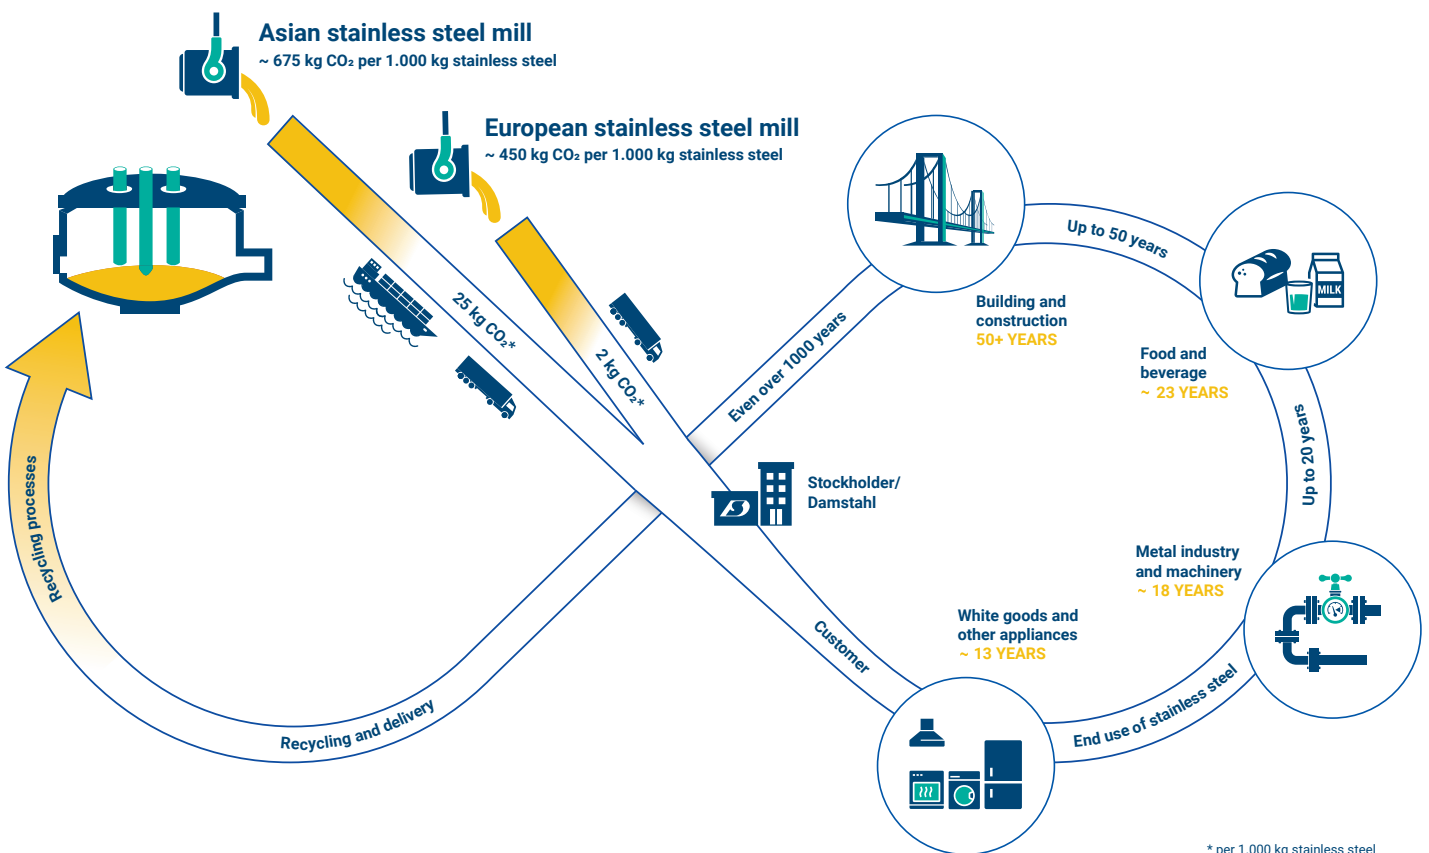 Asian stainless steel mill
~ 675 kg CO₂ per 1.000 kg stainless steel
European stainless steel mill
~ 450 kg CO₂ per 1.000 kg stainless steel
25 kg CO₂*
2 kg CO₂*
Even over 1000 years
Building and
construction
50+ YEARS
Up to 50 years
MILK
Food and
beverage
~ 23 YEARS
Up to 20 years
Stockholder/
Damstahl
Metal industry
and machinery
~ 18 YEARS
White goods and
other appliances
~ 13 YEARS
Customer
End use of stainless steel
Recycling processes
Recycling and delivery
* per 1.000 kg stainless steel